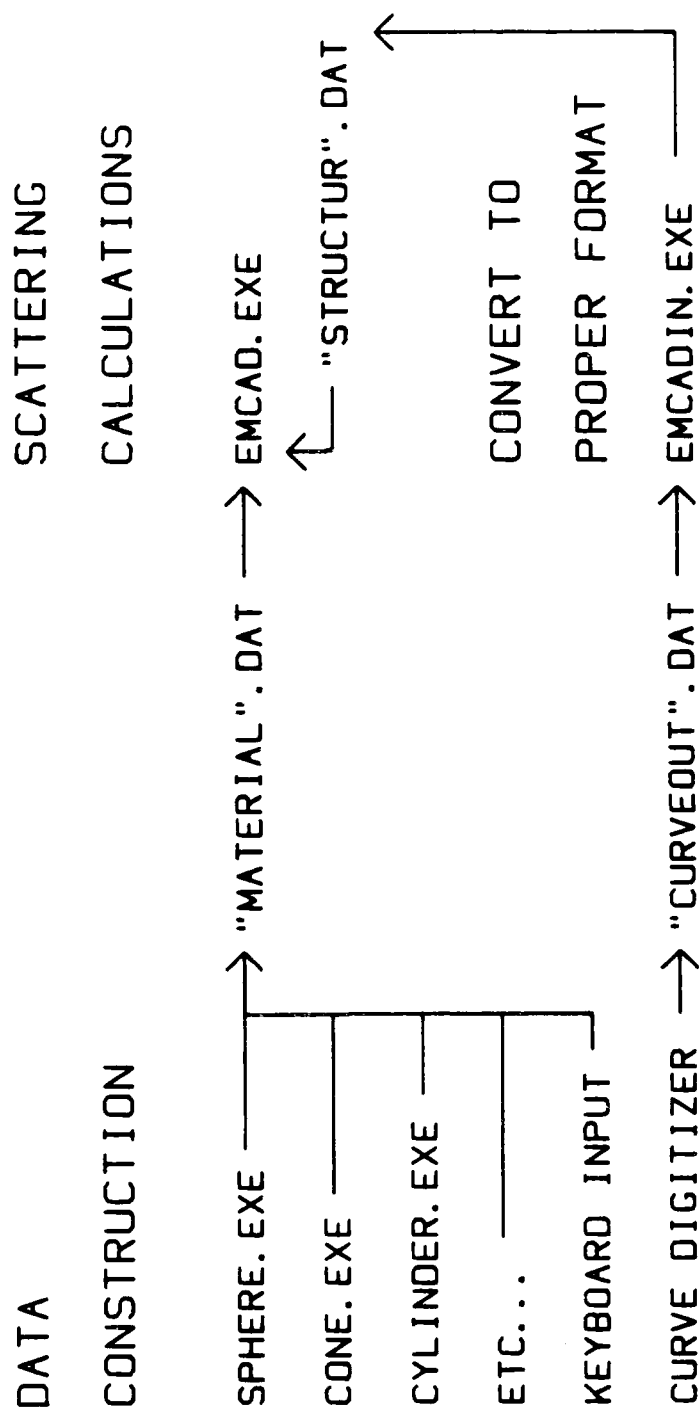 DATA
CONSTRUCTION
SCATTERING
CALCULATIONS
SPHERE.EXE
"MATERIAL".DAT
EMCAD.EXE
CONE.EXE
"STRUCTUR".DAT
CYLINDER.EXE
ETC...
CONVERT TO
KEYBOARD INPUT
PROPER FORMAT
CURVE DIGITIZER
"CURVEOUT".DAT
EMCADIN.EXE